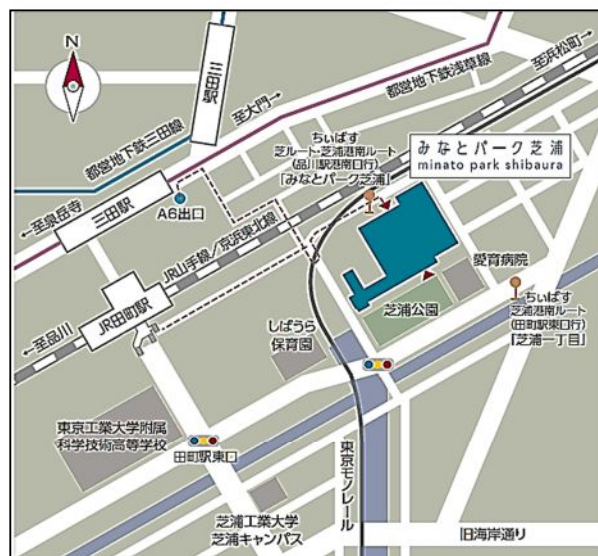 N
三田駅
至浜松町→
都営地下鉄浅草線
至大門→
都営地下鉄三田線
ちぃばす
芝ルート・芝浦港南ルート
(品川駅港南口行)
「みなとパーク芝浦」
みなとパーク芝浦
minato park shibaura
三田駅
A6出口
←至泉岳寺
JR山手線/京浜東北線
愛育病院
JR田町駅
←至品川
芝浦公園
ちぃばす
芝浦港南ルート
(田町駅東口行)
「芝浦一丁目」
しばうら
保育園
東京工業大学附属
科学技術高等学校
田町駅東口
東京モノレール
芝浦工業大学
芝浦キャンパス
旧海岸通り